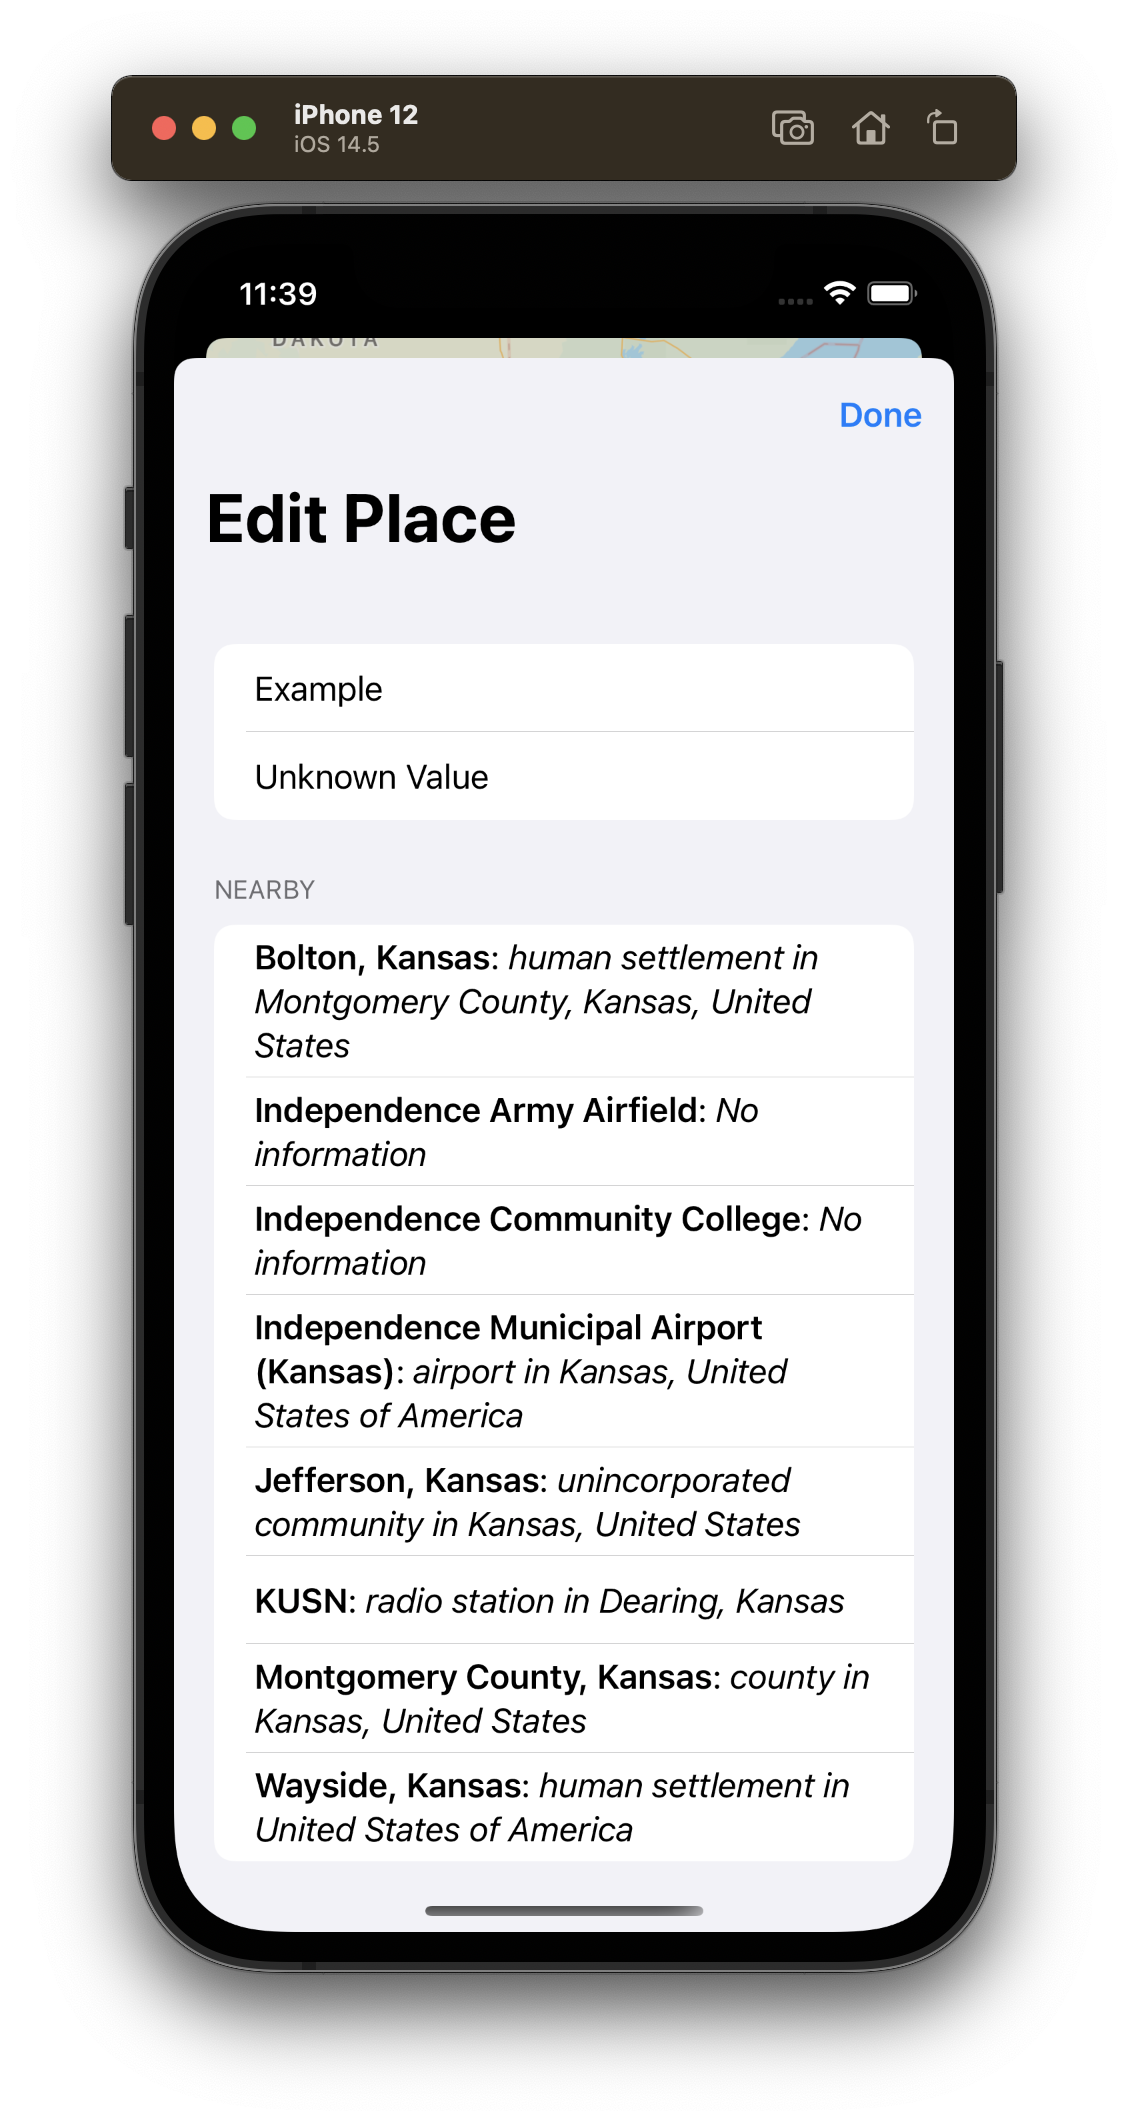 iPhone 12
iOS 14.5
11:39
DAKOTA
Done
Edit Place
Example
Unknown Value
NEARBY
Bolton, Kansas: human settlement in
Montgomery County, Kansas, United
States
Independence Army Airfield: No
information
Independence Community College: No
information
Independence Municipal Airport
(Kansas): airport in Kansas, United
States of America
Jefferson, Kansas: unincorporated
community in Kansas, United States
KUSN: radio station in Dearing, Kansas
Montgomery County, Kansas: county in
Kansas, United States
Wayside, Kansas: human settlement in
United States of America